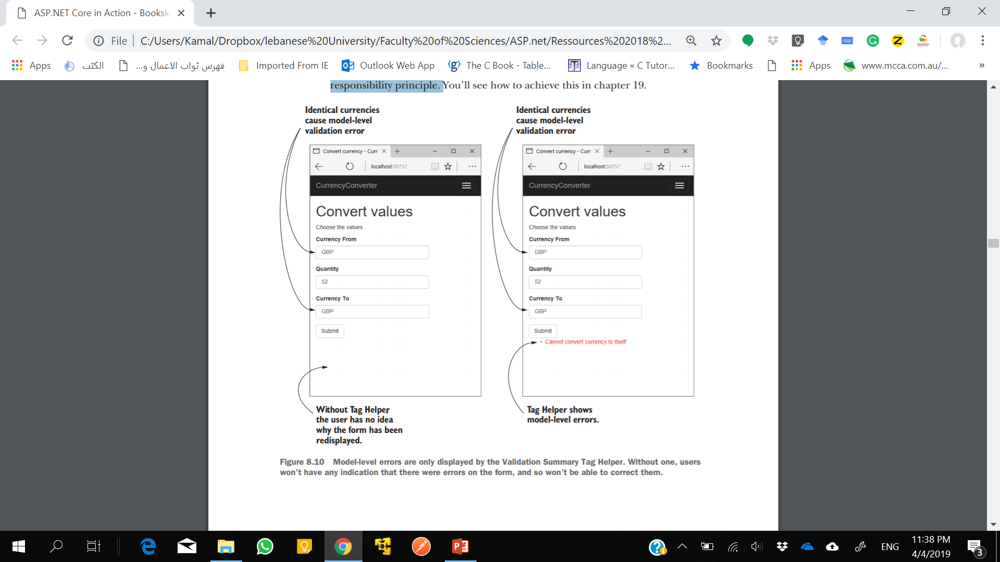 ASP.NET Core in Action - Booksk
File
C:/Users/Kamal/Dropbox/lebanese%20University/Faculty%20of%20Sciences/ASP.net/Ressources%202018%2...
Apps
الكتب
فهرس ثواب الاعمال و...
Imported From IE
Outlook Web App
The C Book - Table...
Language « C Tutor...
Bookmarks
Apps
www.mcca.com.au/...
»
responsibility principle. You’ll see how to achieve this in chapter 19.
Identical currencies
cause model-level
validation error
Convert currency - Curr
localhost:50757
CurrencyConverter
Convert values
Choose the values
Currency From
GBP
Quantity
52
Currency To
GBP
Submit
Without Tag Helper
the user has no idea
why the form has been
redisplayed.
Identical currencies
cause model-level
validation error
Convert currency - Curr
localhost:50757
CurrencyConverter
Convert values
Choose the values
Currency From
GBP
Quantity
52
Currency To
GBP
Submit
• Cannot convert currency to itself
Tag Helper shows
model-level errors.
Figure 8.10 Model-level errors are only displayed by the Validation Summary Tag Helper. Without one, users
won’t have any indication that there were errors on the form, and so won’t be able to correct them.
ENG
11:38 PM
4/4/2019
3